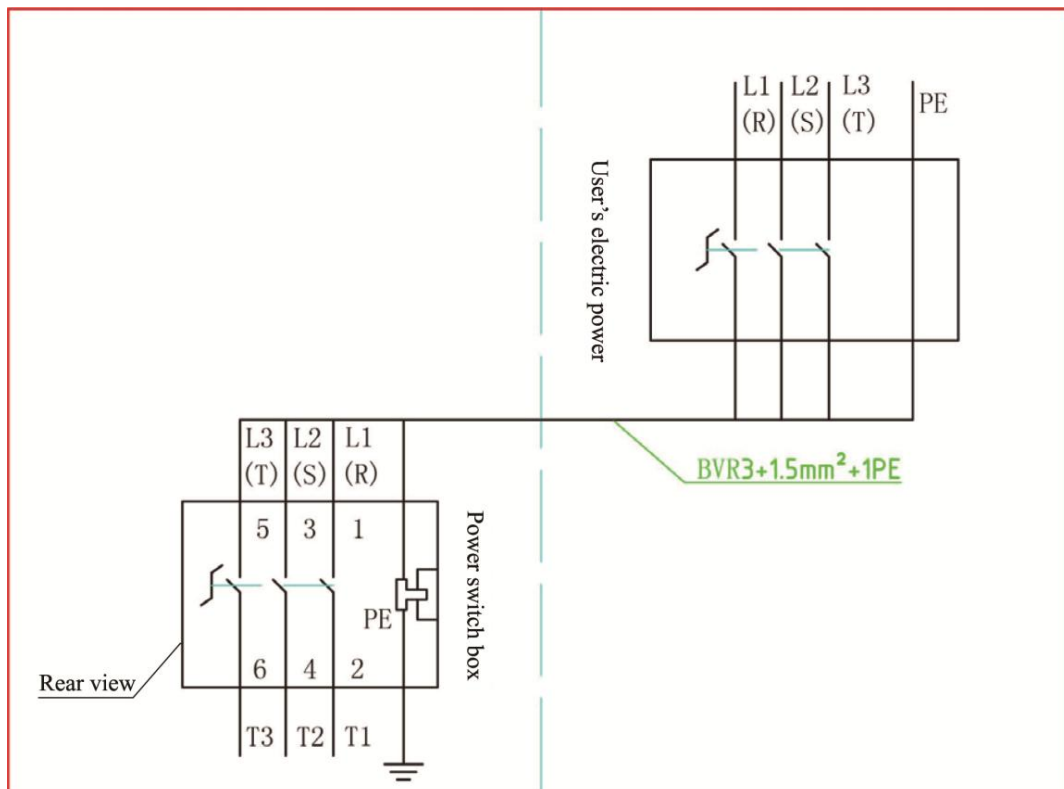 L1 L2 L3 PE
(R) (S) (T)
User's electric power
BVR3+1.5mm²+1PE
L3 L2 L1
(T) (S) (R)
5 3 1
PE
Power switch box
6 4 2
Rear view
T3 T2 T1